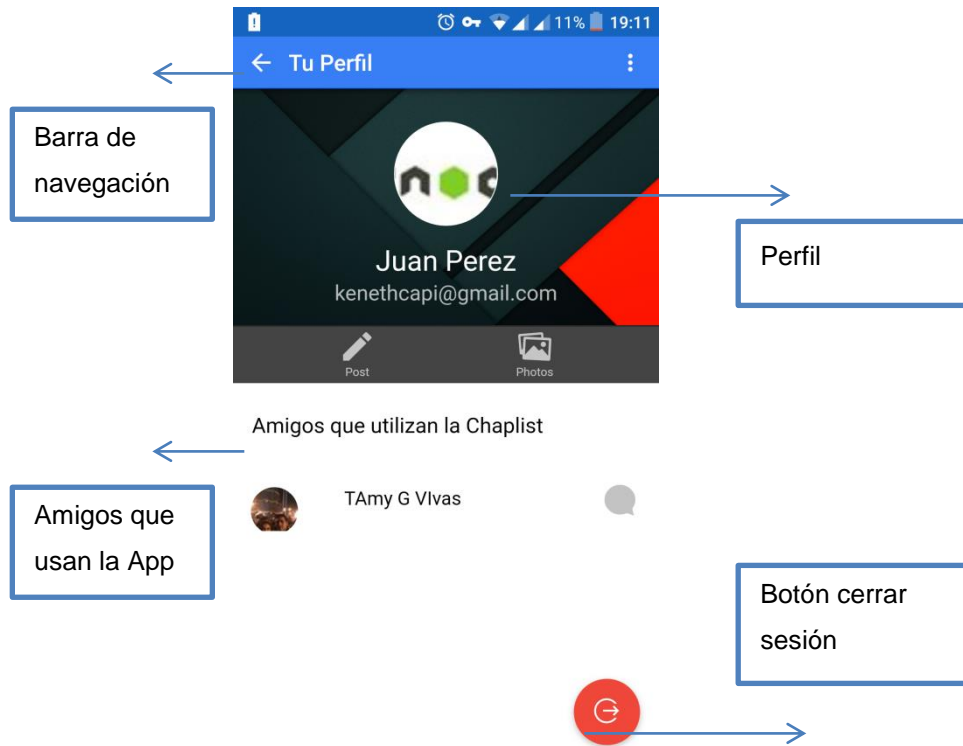 11% 19:11
Tu Perfil
Barra de
navegación
Perfil
Juan Perez
kenethcapi@gmail.com
Post
Photos
Amigos que utilizan la Chaplist
TAmy G VIvas
Amigos que
usan la App
Botón cerrar
sesión